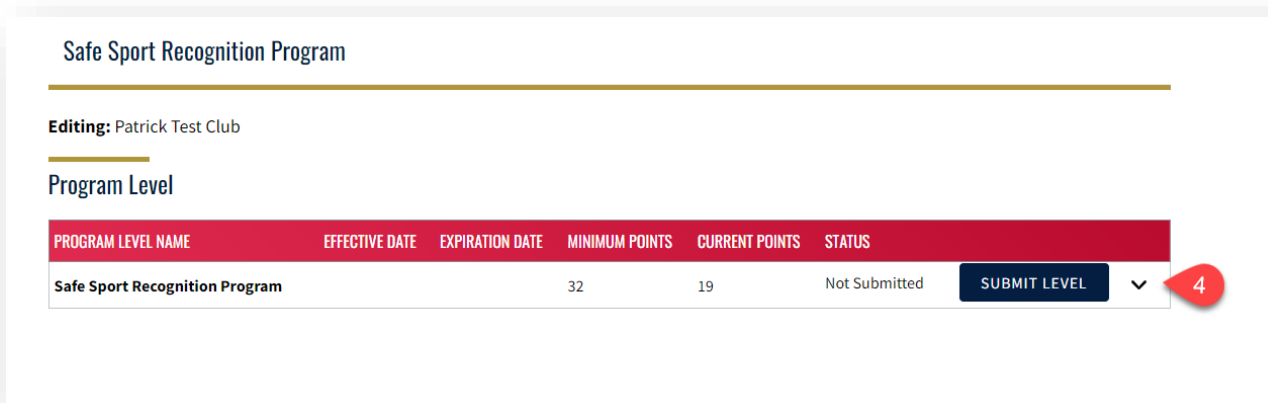 Safe Sport Recognition Program
Editing: Patrick Test Club
Program Level
PROGRAM LEVEL NAME EFFECTIVE DATE EXPIRATION DATE MINIMUM POINTS CURRENT POINTS STATUS
Safe Sport Recognition Program 32 19 Not Submitted SUBMIT LEVEL 4